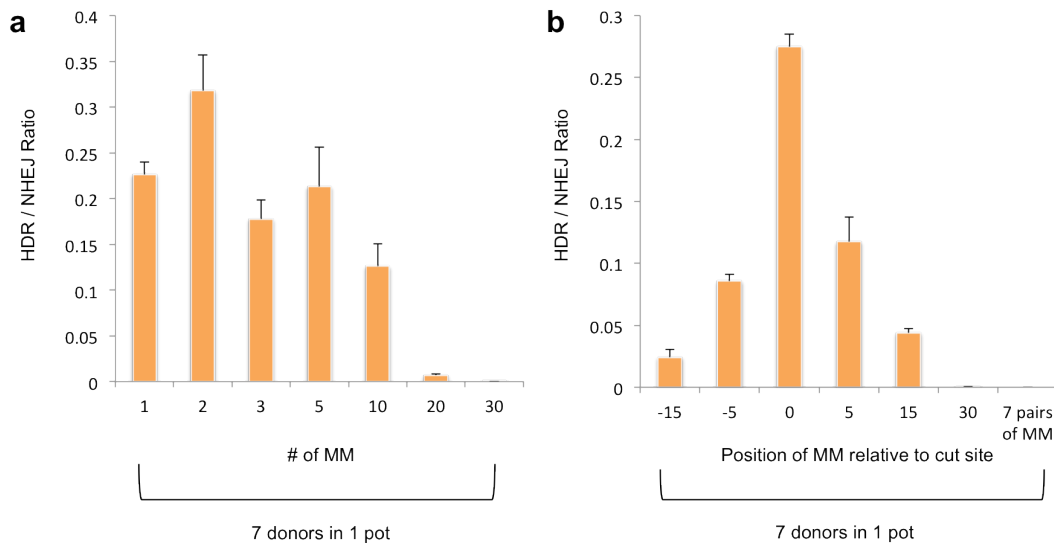 a
0.4
0.35
0.3
0.25
0.2
0.15
0.1
0.05
0
HDR / NHEJ Ratio
1 2 3 5 10 20 30
# of MM
7 donors in 1 pot
b
0.3
0.25
0.2
0.15
0.1
0.05
0
HDR / NHEJ Ratio
-15 -5 0 5 15 30 7 pairs
of MM
Position of MM relative to cut site
7 donors in 1 pot